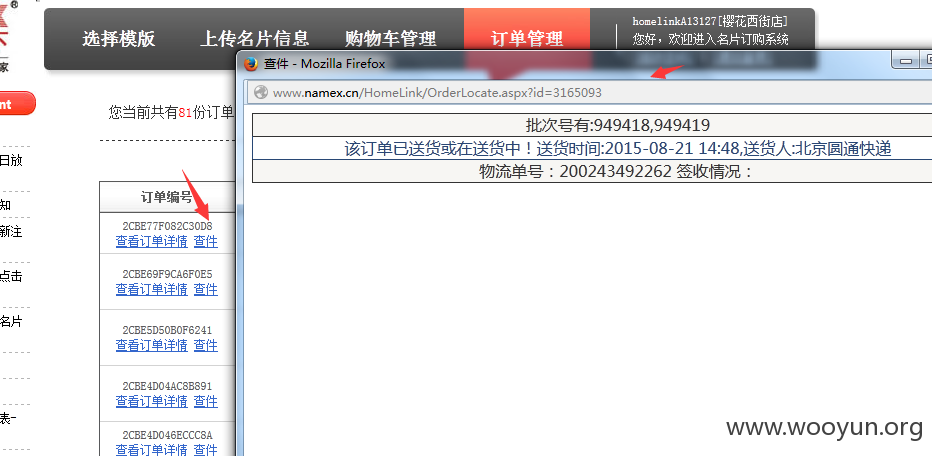 ®
家
选择模版
上传名片信息
购物车管理
订单管理
homelinkA13127[樱花西街店]
您好，欢迎进入名片订购系统
nt
日放
知
新注
点击
名片
表-
您当前共有81份订单
订单编号
2CBE77F082C30D8
查看订单详情 查件
2CBE69F9CA6F0E5
查看订单详情 查件
2CBE5D50B0F6241
查看订单详情 查件
2CBE4D04AC8B891
查看订单详情 查件
2CBE4D046ECCC8A
查看订单详情 查件
查件 - Mozilla Firefox
www.namex.cn/HomeLink/OrderLocate.aspx?id=3165093
批次号有:949418,949419
该订单已送货或在送货中！送货时间:2015-08-21 14:48,送货人:北京圆通快递
物流单号：200243492262 签收情况：
www.wooyun.org